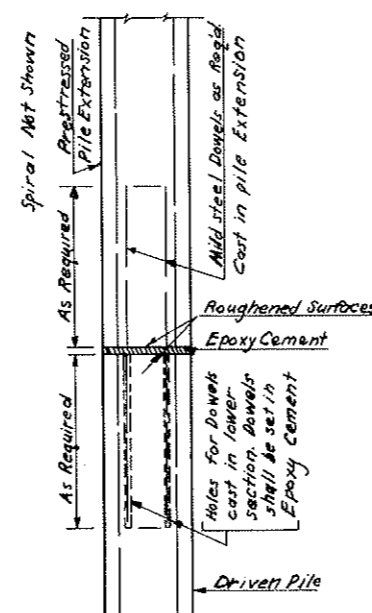 Spiral Not Shown
Prestressed
Pile Extension
Mild steel Dowels as Req'd
Cast in pile Extension
As Required
Roughened Surfaces
Epoxy Cement
As Required
Holes for Dowels
cast in lower
section. Dowels
shall be set in
Epoxy Cement
Driven Pile